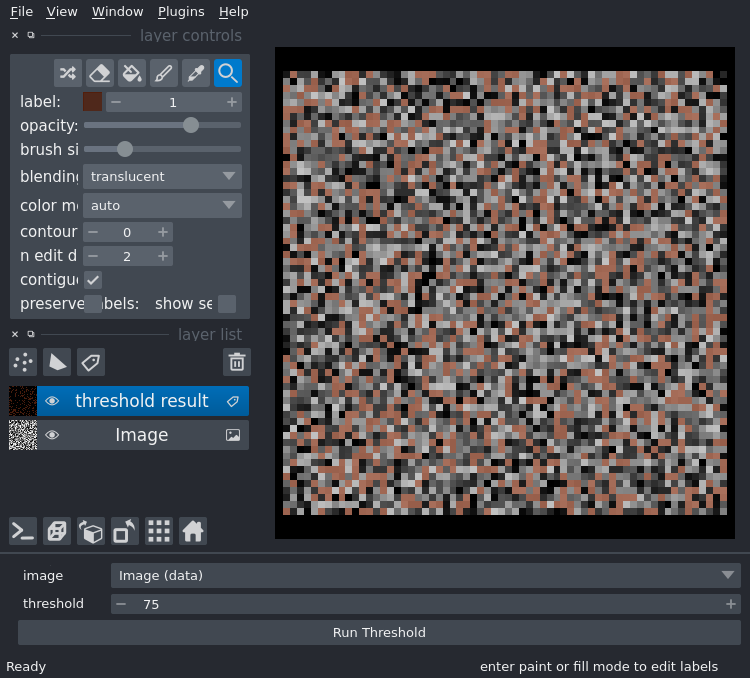 File View Window Plugins Help
layer controls
label: 1
opacity:
brush si
blending translucent
color m auto
contour 0
n edit d 2
contigu
preserve abels: show se
layer list
threshold result
Image
image Image (data)
threshold 75
Run Threshold
Ready enter paint or fill mode to edit labels